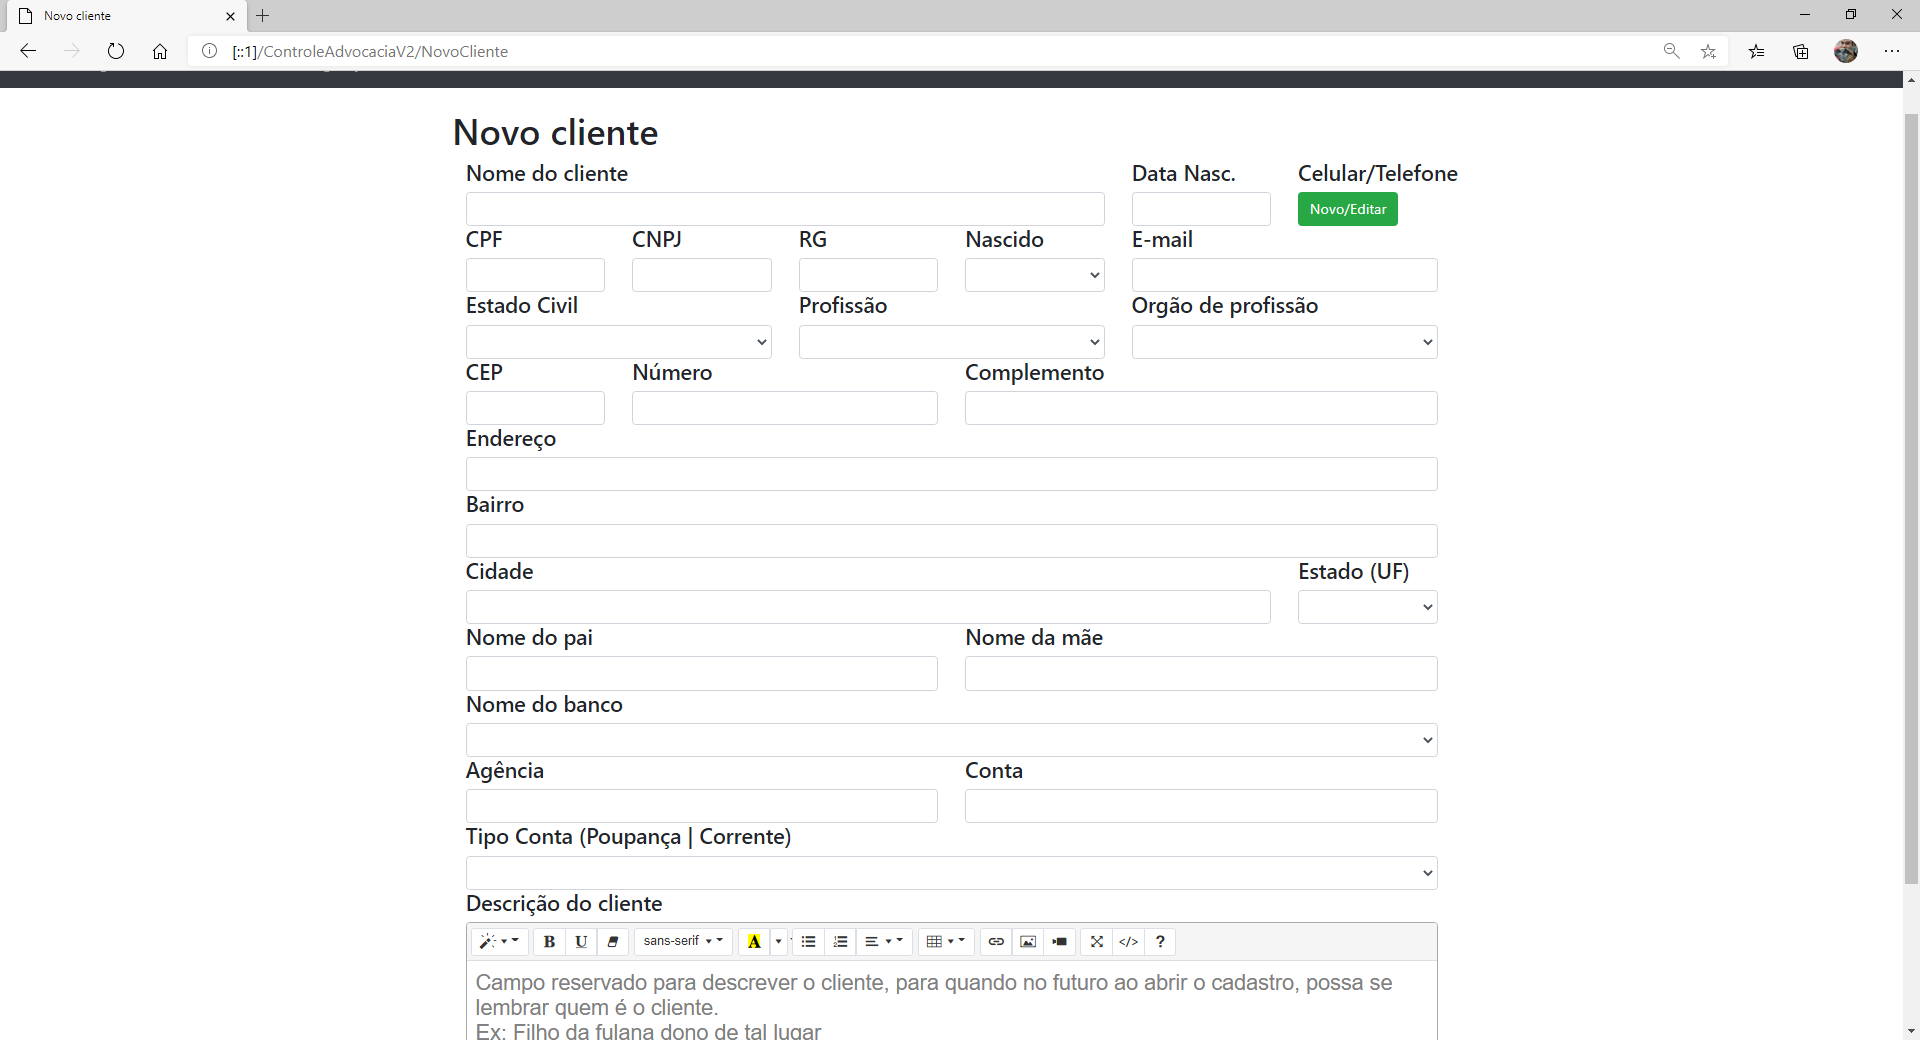 Novo cliente
[::1]/ControleAdvocaciaV2/NovoCliente
Novo cliente
Nome do cliente Data Nasc. Celular/Telefone
Novo/Editar
CPF CNPJ RG Nascido E-mail
Estado Civil Profissão Orgão de profissão
CEP Número Complemento
Endereço
Bairro
Cidade Estado (UF)
Nome do pai Nome da mãe
Nome do banco
Agência Conta
Tipo Conta (Poupança | Corrente)
Descrição do cliente
B U sans-serif A </> ?
Campo reservado para descrever o cliente, para quando no futuro ao abrir o cadastro, possa se
lembrar quem é o cliente.
Ex: Filho da fulana dono de tal lugar